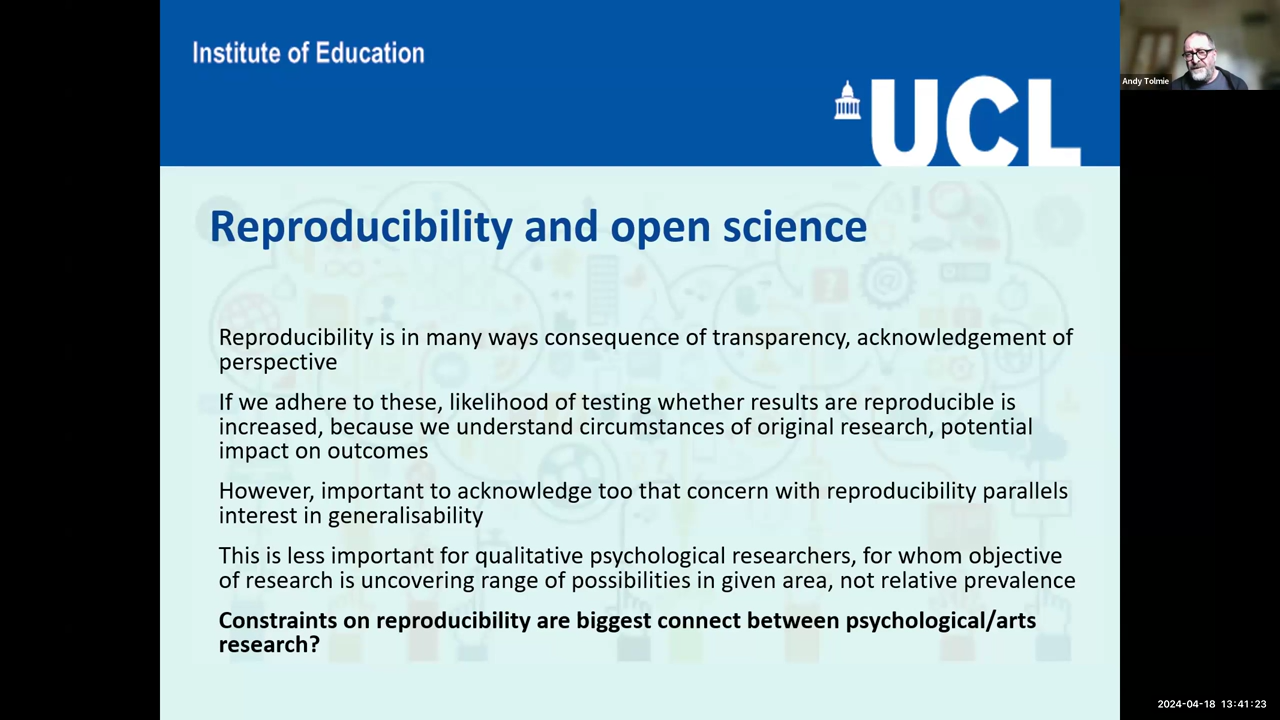 Institute of Education
UCL
Andy Tolmie
Reproducibility and open science
Reproducibility is in many ways consequence of transparency, acknowledgement of
perspective
If we adhere to these, likelihood of testing whether results are reproducible is
increased, because we understand circumstances of original research, potential
impact on outcomes
However, important to acknowledge too that concern with reproducibility parallels
interest in generalisability
This is less important for qualitative psychological researchers, for whom objective
of research is uncovering range of possibilities in given area, not relative prevalence
Constraints on reproducibility are biggest connect between psychological/arts
research?
2024-04-18 13:41:23